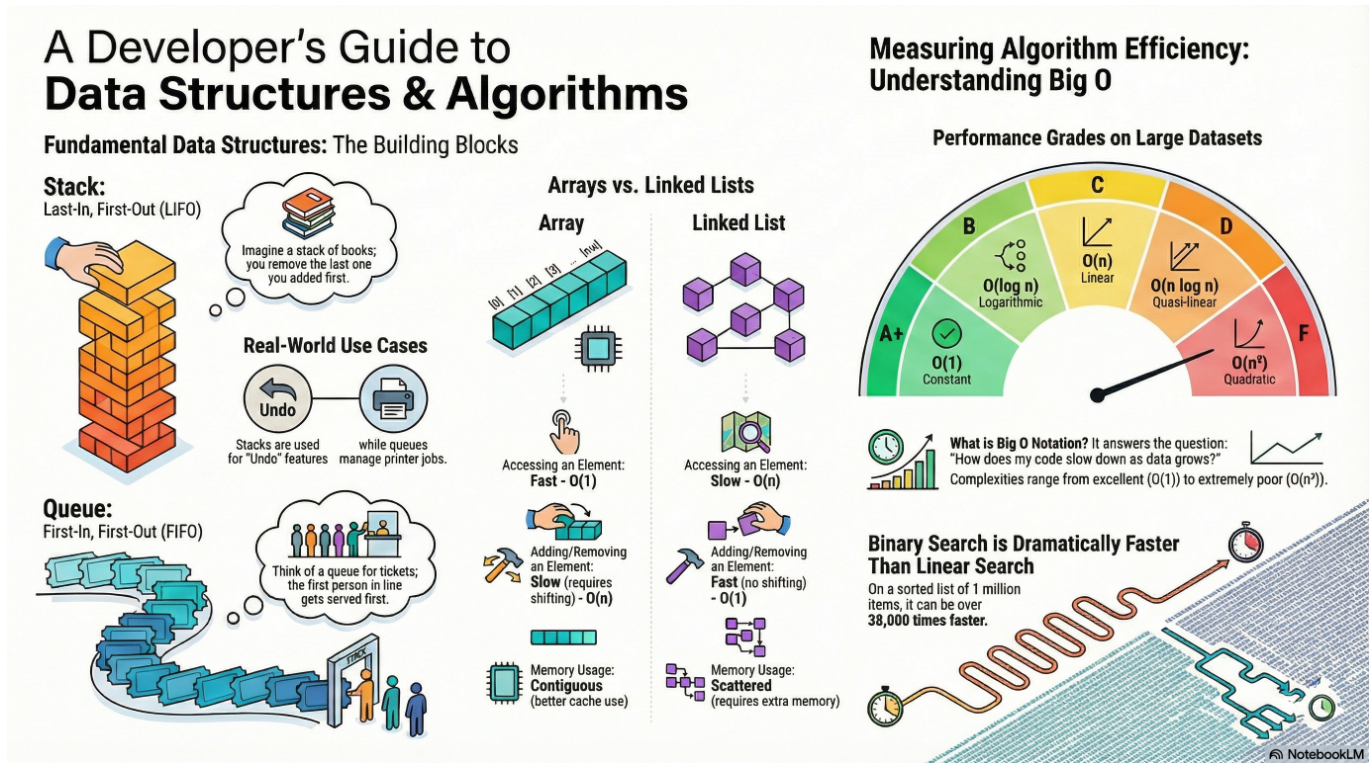 A Developer's Guide to
Data Structures & Algorithms
Fundamental Data Structures: The Building Blocks
Stack:
Last-In, First-Out (LIFO)
Imagine a stack of books;
you remove the last one
you added first.
Real-World Use Cases
Undo
Stacks are used
for "Undo" features
while queues
manage printer jobs.
Queue:
First-In, First-Out (FIFO)
Think of a queue for tickets;
the first person in line
gets served first.
STACK
Arrays vs. Linked Lists
Array
[0] [1] [2] [3] ...
Accessing an Element:
Fast - O(1)
Adding/Removing
an Element:
Slow (requires
shifting) - O(n)
Memory Usage:
Contiguous
(better cache use)
Linked List
Accessing an Element:
Slow - O(n)
Adding/Removing
an Element:
Fast (no shifting)
- O(1)
Memory Usage:
Scattered
(requires extra memory)
Measuring Algorithm Efficiency:
Understanding Big O
Performance Grades on Large Datasets
A+
O(1)
Constant
B
O(log n)
Logarithmic
C
O(n)
Linear
D
O(n log n)
Quasi-linear
F
O(n²)
Quadratic
What is Big O Notation? It answers the question:
"How does my code slow down as data grows?"
Complexities range from excellent (O(1)) to extremely poor
Binary Search is Dramatically Faster
Than Linear Search
On a sorted list of 1 million
items, it can be over
38,000 times faster.
NotebookLM